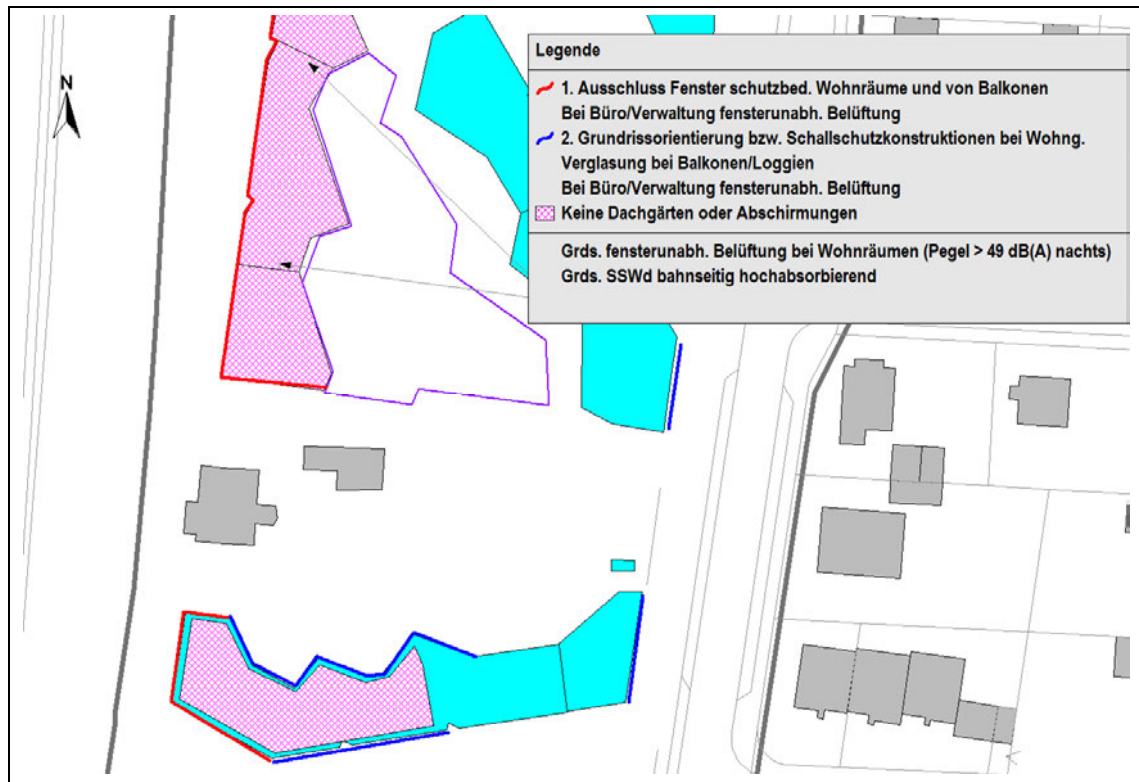 N
Legende
1. Ausschluss Fenster schutzbed. Wohnräume und von Balkonen
Bei Büro/Verwaltung fensterunabh. Belüftung
2. Grundrissorientierung bzw. Schallschutzkonstruktionen bei Wohng.
Verglasung bei Balkonen/Loggien
Bei Büro/Verwaltung fensterunabh. Belüftung
Keine Dachgärten oder Abschirmungen
Grds. fensterunabh. Belüftung bei Wohnräumen (Pegel > 49 dB(A) nachts)
Grds. SSWd bahnseitig hochabsorbierend